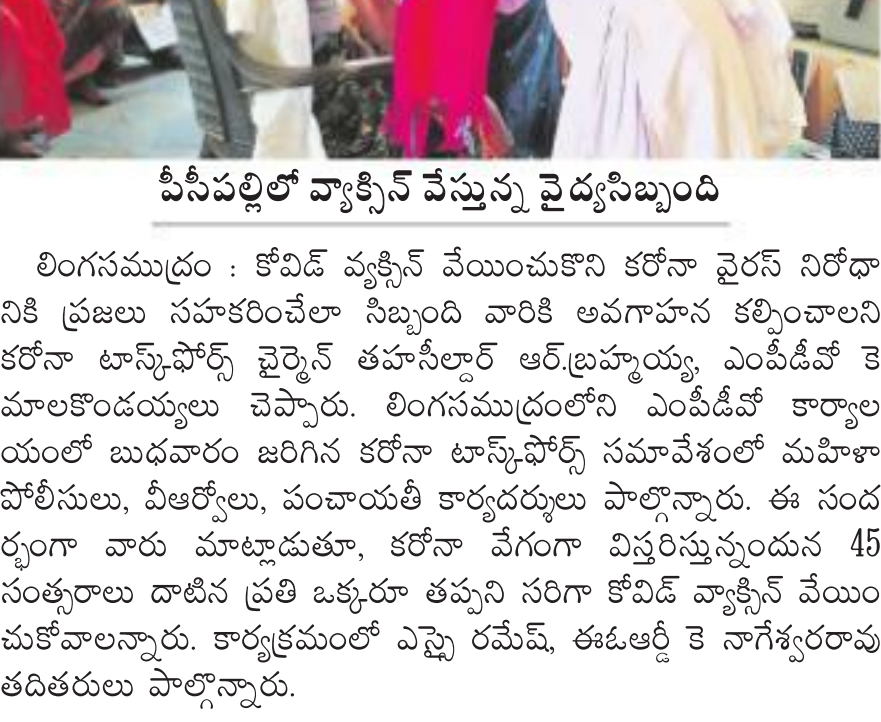 పీసీపల్లిలో వ్యాక్సిన్ వేస్తున్న వైద్యసిబ్బంది
లింగసముద్రం : కోవిడ్ వ్యక్సిన్ వేయించుకొని కరోనా వైరస్ నిరోధా
నికి ప్రజలు సహకరించేలా సిబ్బంది వారికి అవగాహన కల్పించాలని
కరోనా టాస్క్‌ఫోర్స్ చైర్మెన్ తహసీల్దార్ ఆర్.బ్రహ్మయ్య, ఎంపీడీవో కె
మాలకొండయ్యలు చెప్పారు. లింగసముద్రంలోని ఎంపీడీవో కార్యాల
యంలో బుధవారం జరిగిన కరోనా టాస్క్‌ఫోర్స్ సమావేశంలో మహిళా
పోలీసులు, వీఆర్వోలు, పంచాయతీ కార్యదర్శులు పాల్గొన్నారు. ఈ సంద
ర్భంగా వారు మాట్లాడుతూ, కరోనా వేగంగా విస్తరిస్తున్నందున 45
సంత్సరాలు దాటిన ప్రతి ఒక్కరూ తప్పని సరిగా కోవిడ్ వ్యాక్సిన్ వేయిం
చుకోవాలన్నారు. కార్యక్రమంలో ఎస్సై రమేష్, ఈఓఆర్డీ కె నాగేశ్వరరావు
తదితరులు పాల్గొన్నారు.